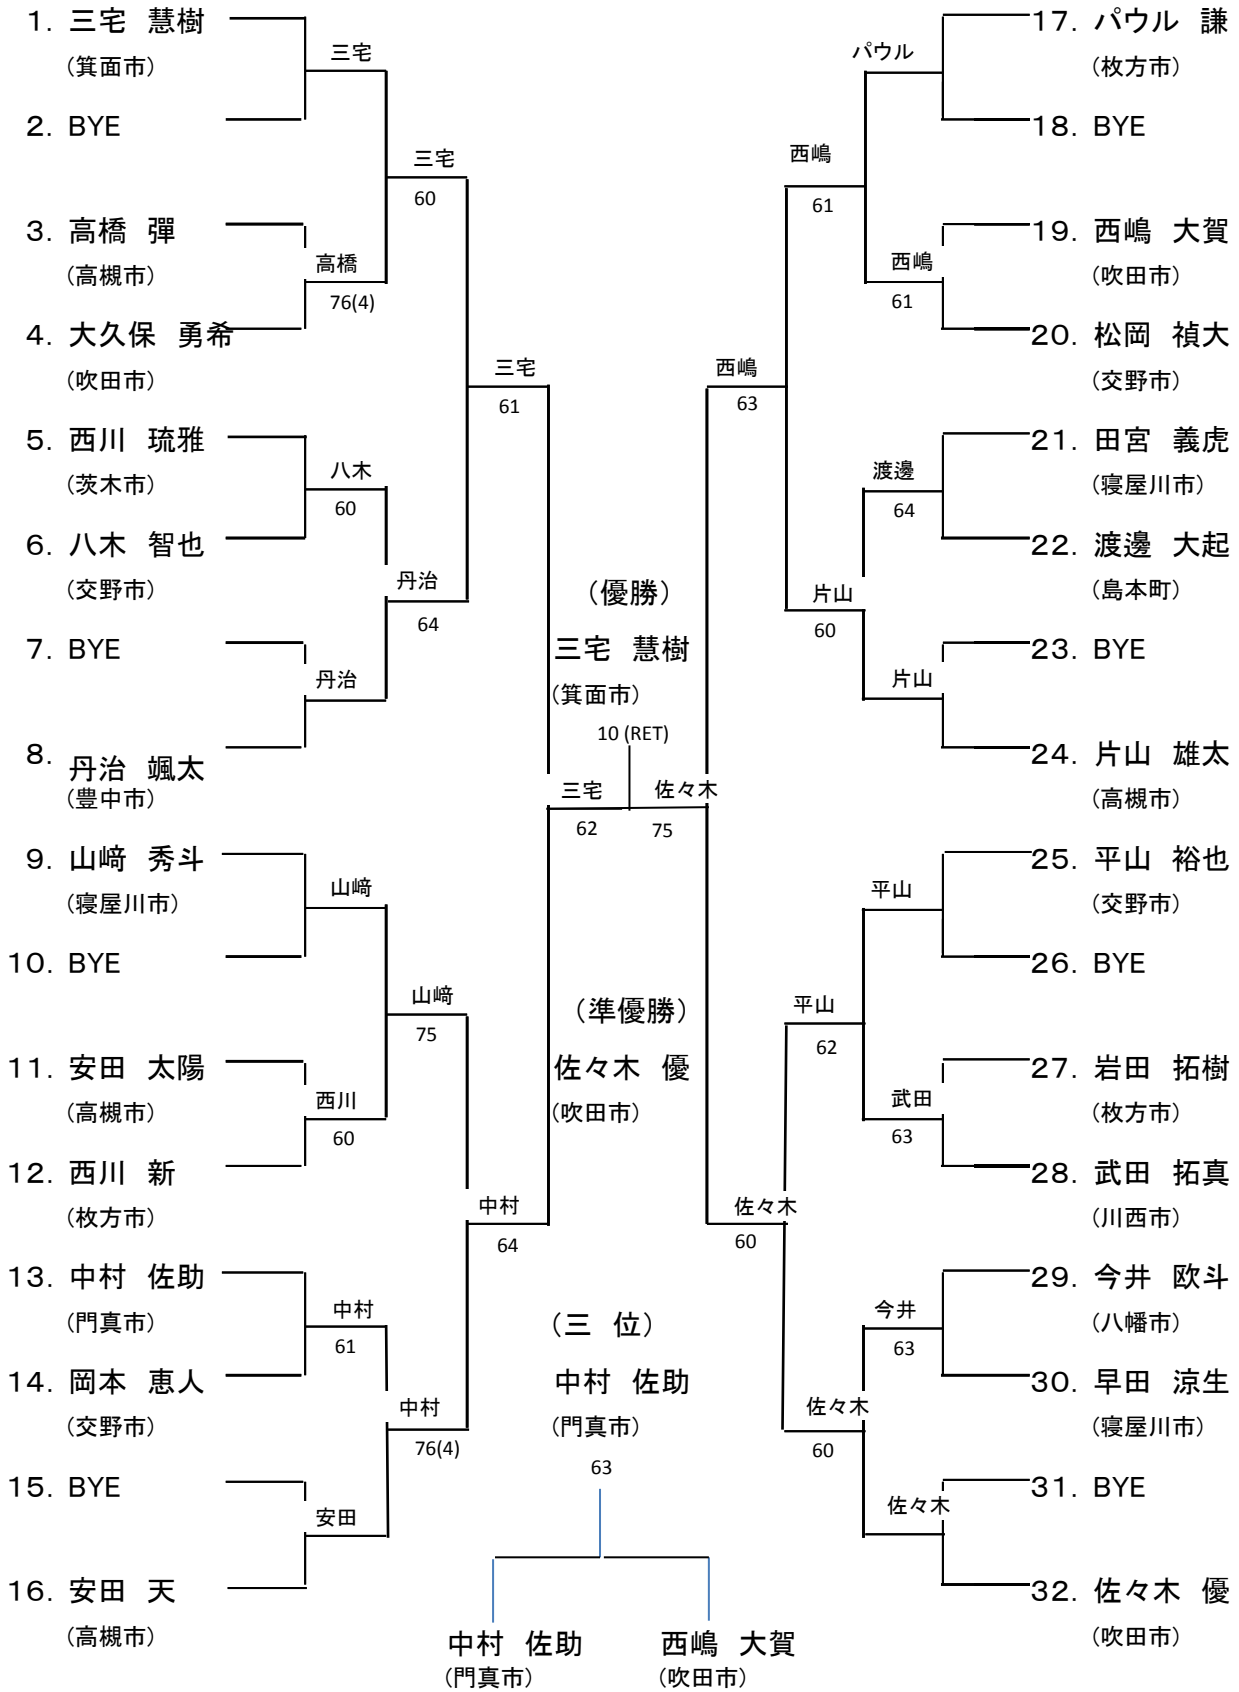 1. 三宅 慧樹
(箕面市)
2. BYE
3. 高橋 彈
(高槻市)
4. 大久保 勇希
(吹田市)
5. 西川 琉雅
(茨木市)
6. 八木 智也
(交野市)
7. BYE
8. 丹治 颯太
(豊中市)
9. 山﨑 秀斗
(寝屋川市)
10. BYE
11. 安田 太陽
(高槻市)
12. 西川 新
(枚方市)
13. 中村 佐助
(門真市)
14. 岡本 恵人
(交野市)
15. BYE
16. 安田 天
(高槻市)
三宅
高橋
76(4)
八木
60
丹治
山﨑
西川
60
中村
61
安田
三宅
60
丹治
64
山﨑
75
中村
76(4)
三宅
61
中村
64
三宅
62
(優勝)
三宅 慧樹
(箕面市)
10 (RET)
佐々木
75
(準優勝)
佐々木 優
(吹田市)
(三 位)
中村 佐助
(門真市)
63
中村 佐助
(門真市)
西嶋 大賀
(吹田市)
西嶋
63
佐々木
60
西嶋
61
片山
60
平山
62
佐々木
60
パウル
西嶋
61
渡邊
64
片山
平山
武田
63
今井
63
佐々木
17. パウル 謙
(枚方市)
18. BYE
19. 西嶋 大賀
(吹田市)
20. 松岡 禎大
(交野市)
21. 田宮 義虎
(寝屋川市)
22. 渡邊 大起
(島本町)
23. BYE
24. 片山 雄太
(高槻市)
25. 平山 裕也
(交野市)
26. BYE
27. 岩田 拓樹
(枚方市)
28. 武田 拓真
(川西市)
29. 今井 欧斗
(八幡市)
30. 早田 涼生
(寝屋川市)
31. BYE
32. 佐々木 優
(吹田市)